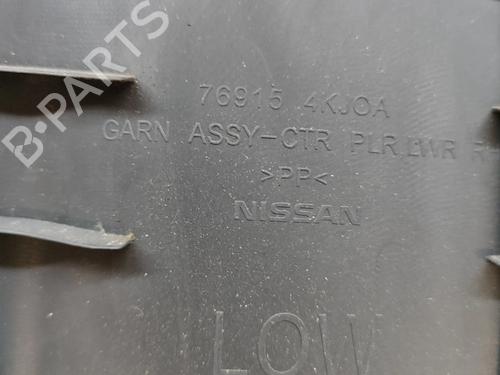 B-PARTS
76915 4KJ0A
GARN ASSY-CTR PLR,LWR R
>PP<
NISSAN
LOW